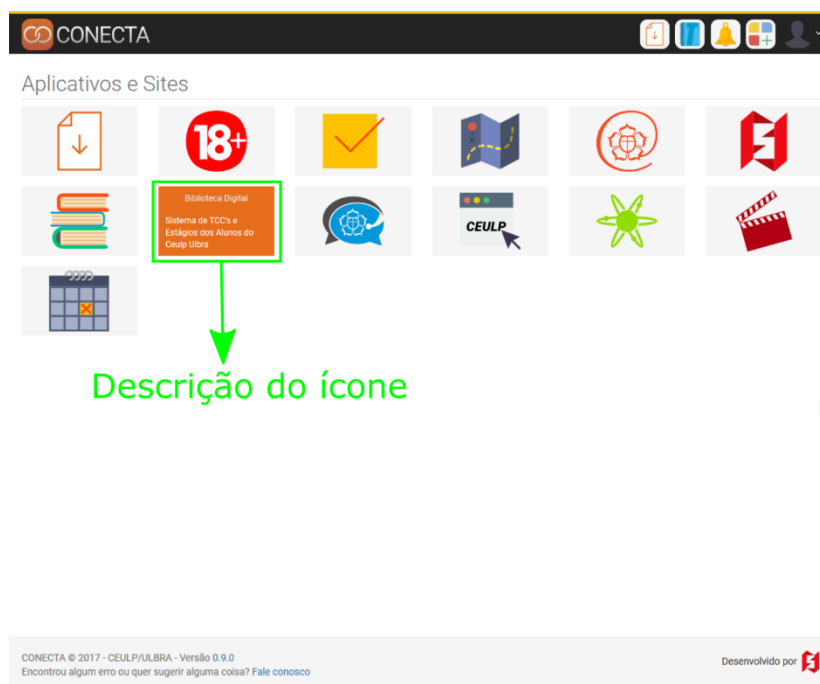 CONECTA
Aplicativos e Sites
18+
Biblioteca Digital
Sistema de TCC's e
Estágios dos Alunos do
Ceulp Ulbra
CEULP
Descrição do ícone
CONECTA © 2017 - CEULP/ULBRA - Versão 0.9.0
Encontrou algum erro ou quer sugerir alguma coisa? Fale conosco
Desenvolvido por